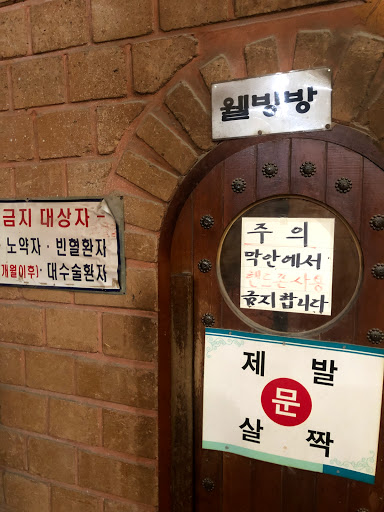 웰빙방
금지 대상자 -
· 노약자 · 빈혈환자
개월이후) · 대수술환자
주 의
막안에서
핸드폰사용
금지합니다
제 발
문
살 짝